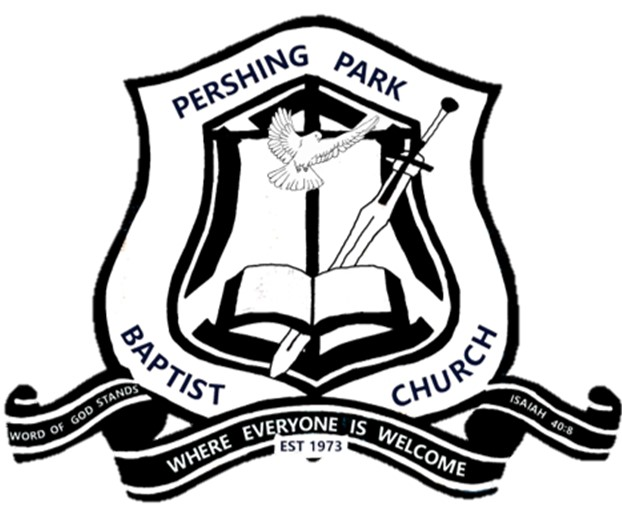 PERSHING PARK
BAPTIST CHURCH
WORD OF GOD STANDS
WHERE EVERYONE IS WELCOME
ISAIAH 40:8
EST 1973